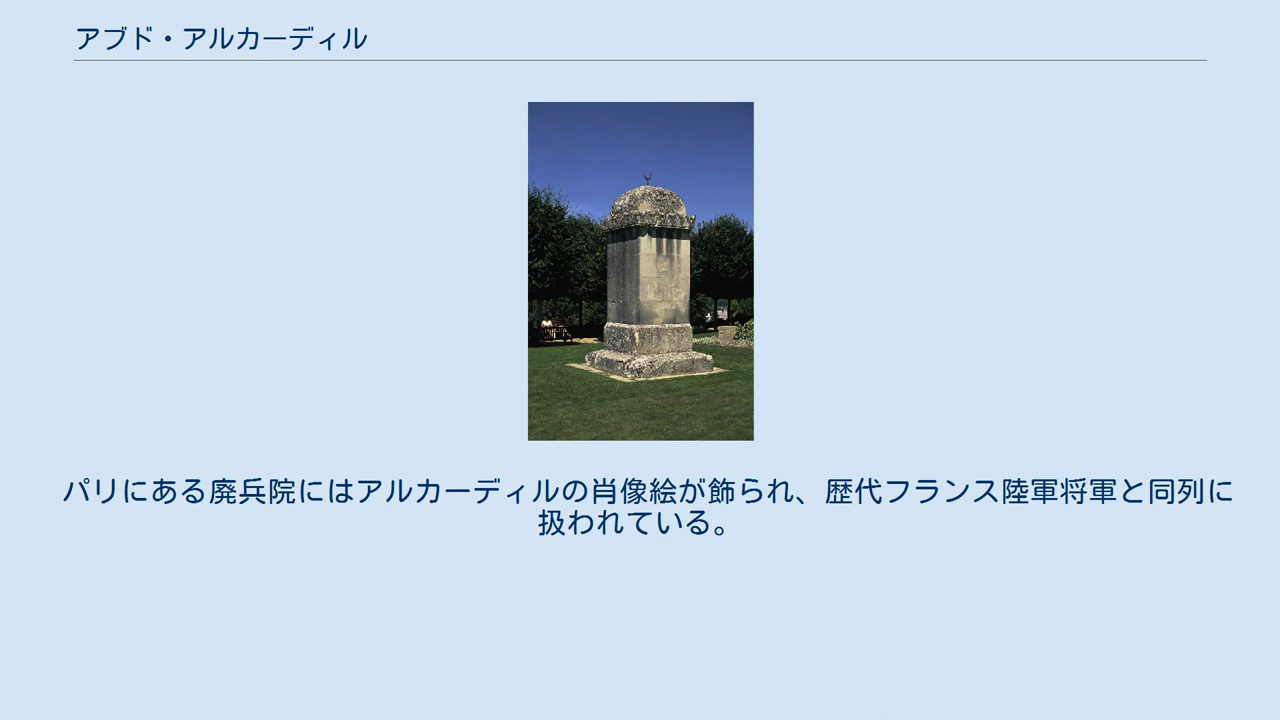 アブド・アルカーディル
パリにある廃兵院にはアルカーディルの肖像絵が飾られ、歴代フランス陸軍将軍と同列に
扱われている。